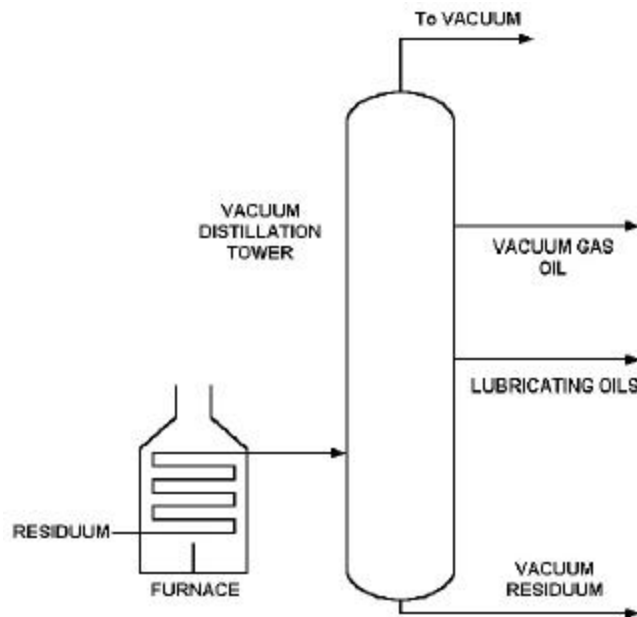 To VACUUM
VACUUM
DISTILLATION
TOWER
VACUUM GAS
OIL
LUBRICATING OILS
RESIDUUM
FURNACE
VACUUM
RESIDUUM